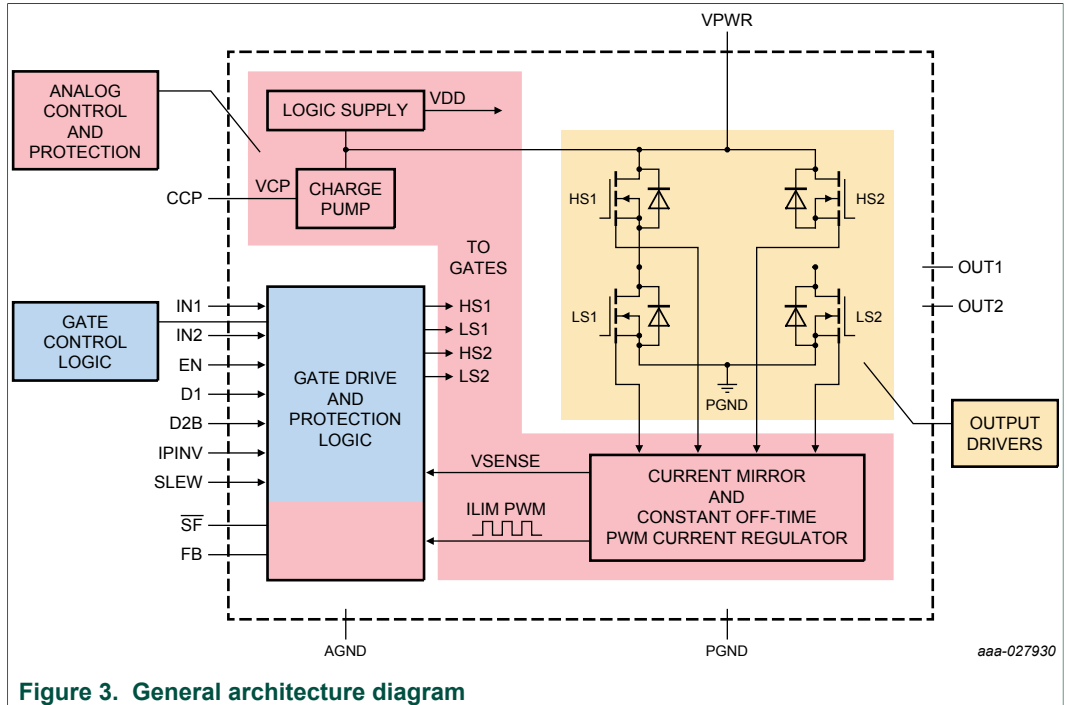 VPWR
ANALOG
CONTROL
AND
PROTECTION
LOGIC SUPPLY
VDD
CCP
VCP
CHARGE
PUMP
HS1
HS2
TO
GATES
OUT1
OUT2
GATE
CONTROL
LOGIC
IN1
IN2
EN
D1
D2B
IPINV
SLEW
SF
FB
GATE DRIVE
AND
PROTECTION
LOGIC
HS1
LS1
HS2
LS2
LS1
LS2
PGND
OUTPUT
DRIVERS
VSENSE
ILIM PWM
CURRENT MIRROR
AND
CONSTANT OFF-TIME
PWM CURRENT REGULATOR
AGND
PGND
aaa-027930
Figure 3. General architecture diagram